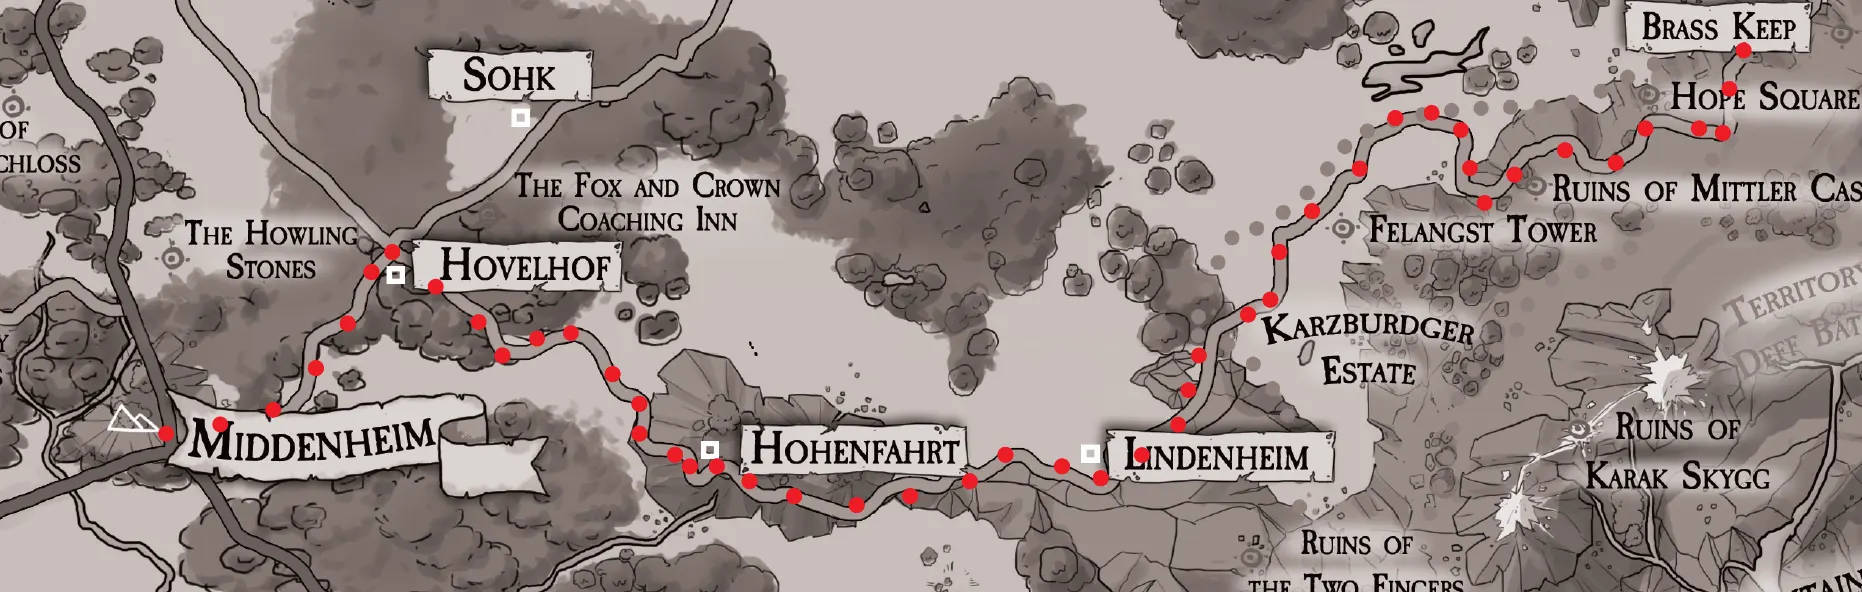 Brass Keep
Sohk
Hope Square
of
chloss
The Fox and Crown
Coaching Inn
Ruins of Mittler Cas
The Howling
Stones
Felangst Tower
Hovelhof
Territory
Deff Bat
Karzburdger
Estate
Middenheim
Hohenfahrt
Lindenheim
Ruins of
Karak Skygg
Ruins of
the Two Fingers